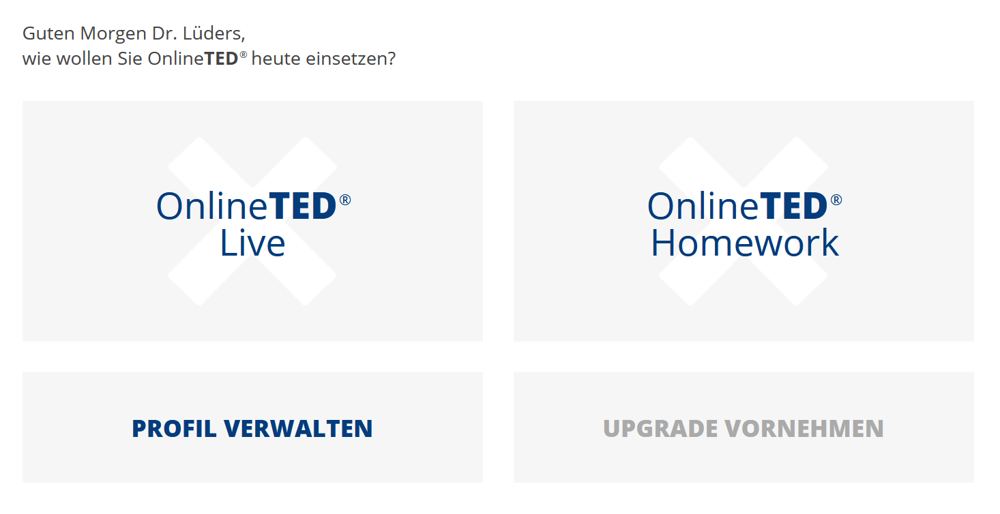 Guten Morgen Dr. Lüders,
wie wollen Sie OnlineTED® heute einsetzen?
OnlineTED®
Live
OnlineTED®
Homework
PROFIL VERWALTEN
UPGRADE VORNEHMEN